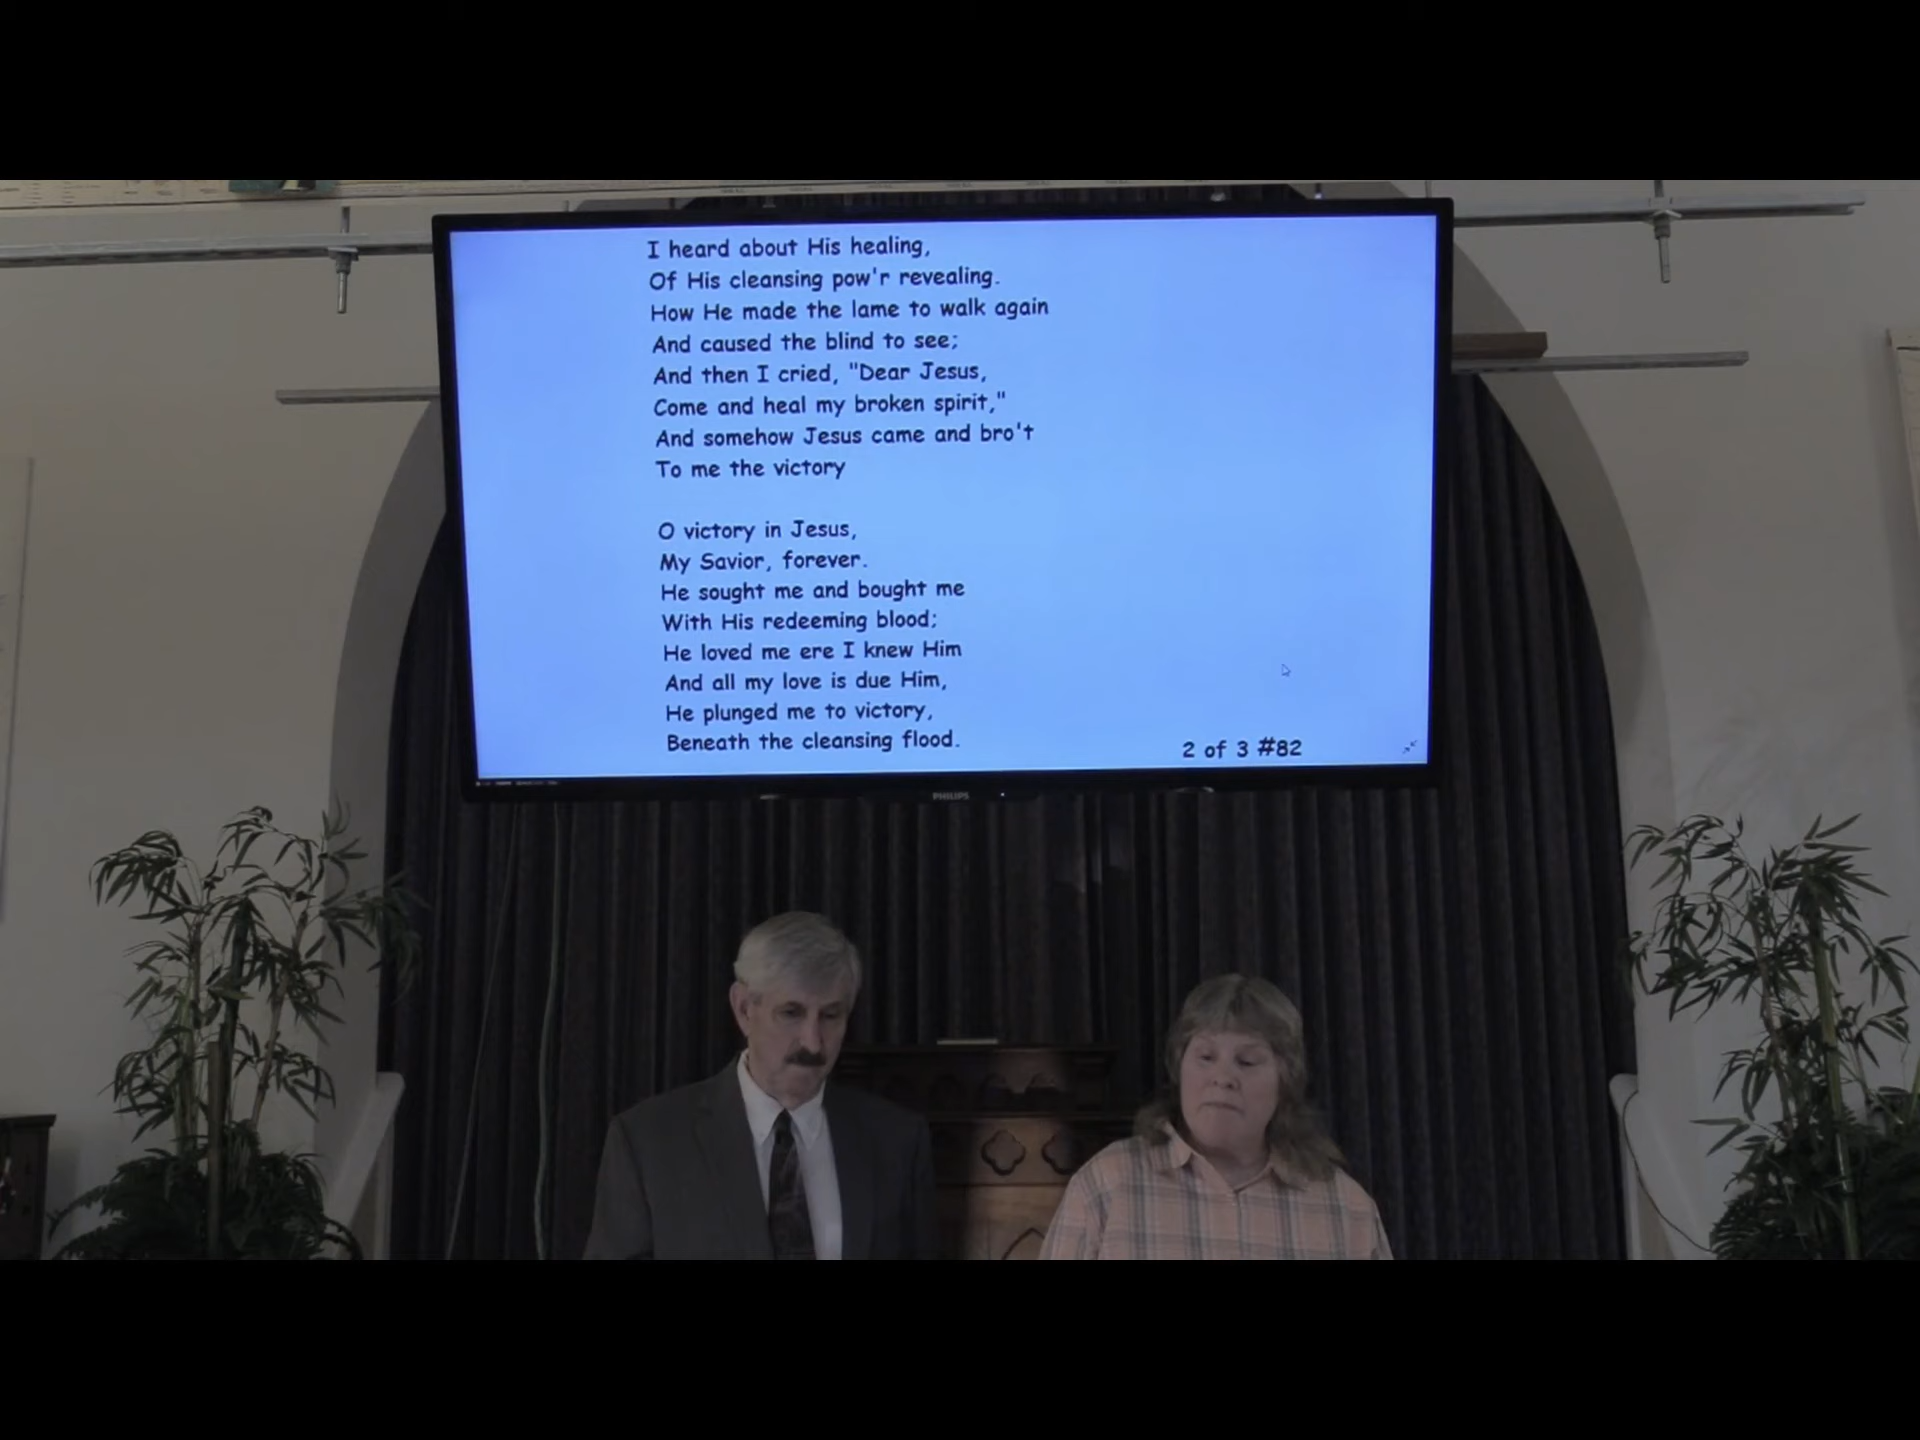 I heard about His healing,
Of His cleansing pow'r revealing.
How He made the lame to walk again
And caused the blind to see;
And then I cried, "Dear Jesus,
Come and heal my broken spirit,"
And somehow Jesus came and bro't
To me the victory
O victory in Jesus,
My Savior, forever.
He sought me and bought me
With His redeeming blood;
He loved me ere I knew Him
And all my love is due Him,
He plunged me to victory,
Beneath the cleansing flood.
2 of 3 #82
PHILIPS